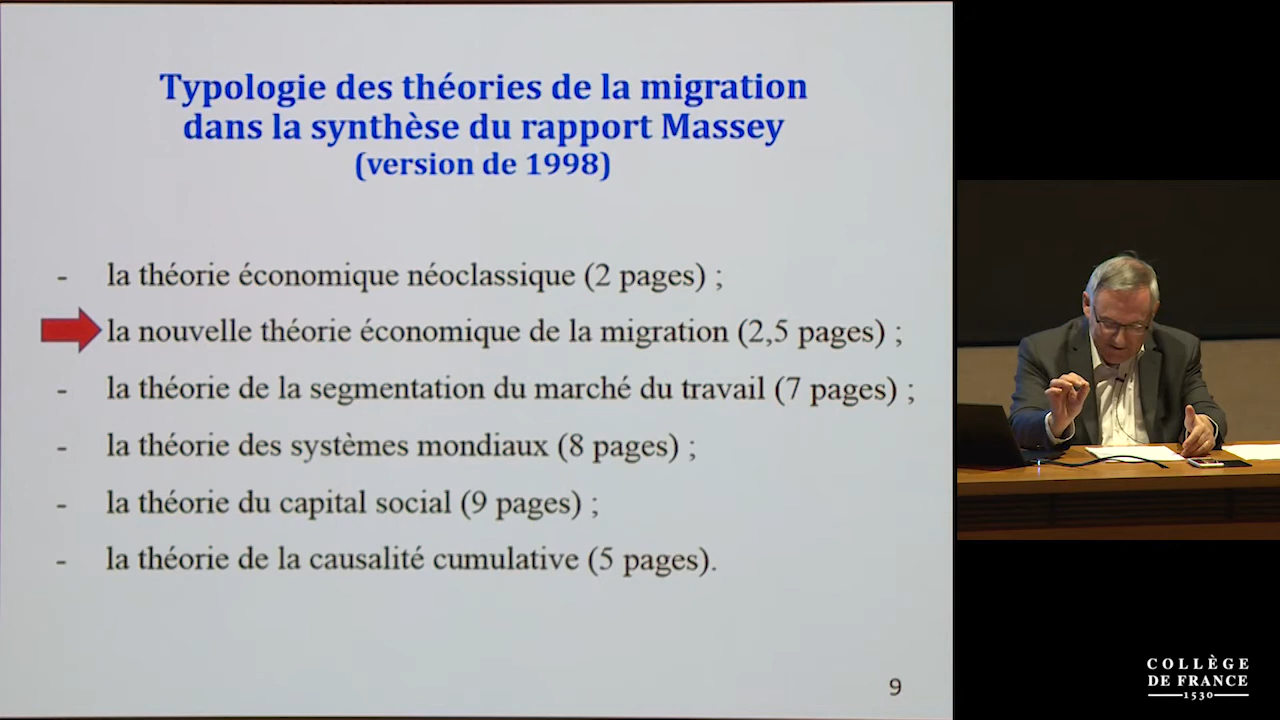 Typologie des théories de la migration
dans la synthèse du rapport Massey
(version de 1998)
- la théorie économique néoclassique (2 pages) ;
la nouvelle théorie économique de la migration (2,5 pages) ;
- la théorie de la segmentation du marché du travail (7 pages) ;
- la théorie des systèmes mondiaux (8 pages) ;
- la théorie du capital social (9 pages) ;
- la théorie de la causalité cumulative (5 pages).
9
COLLÈGE
DE FRANCE
1530